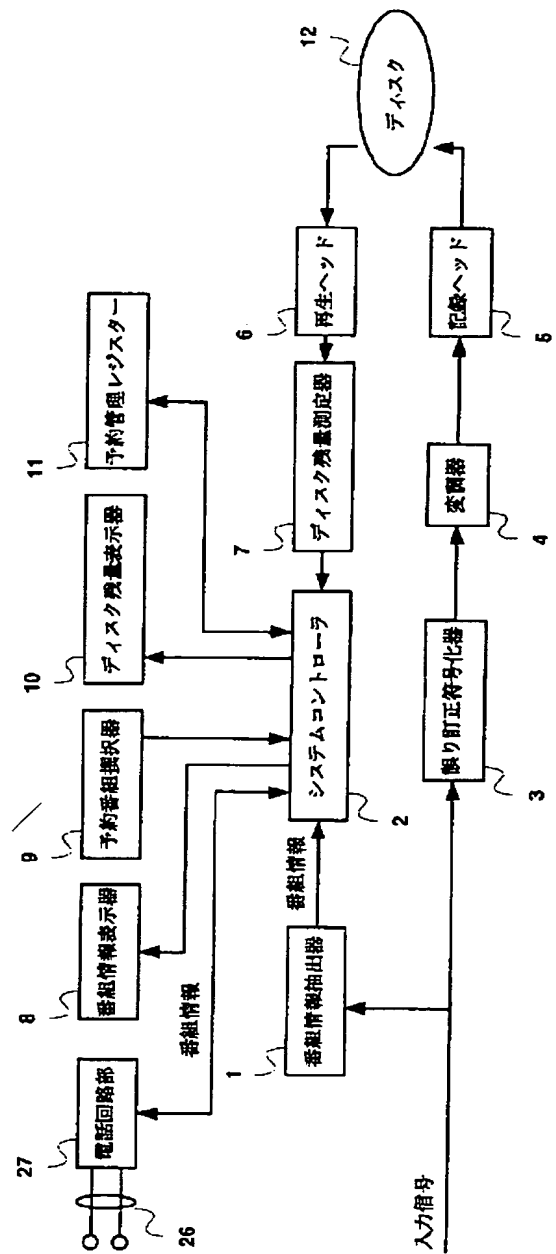 26
27
電話回路部
8
番組情報表示器
9
予約番組撰択器
10
ディスク残量表示器
11
予約管理レジスター
番組情報
1
番組情報抽出器
番組情報
2
システムコントローラ
7
ディスク残量測定器
6
再生ヘッド
12
ディスク
入力信号
3
誤り訂正符号化器
4
変調器
5
記録ヘッド